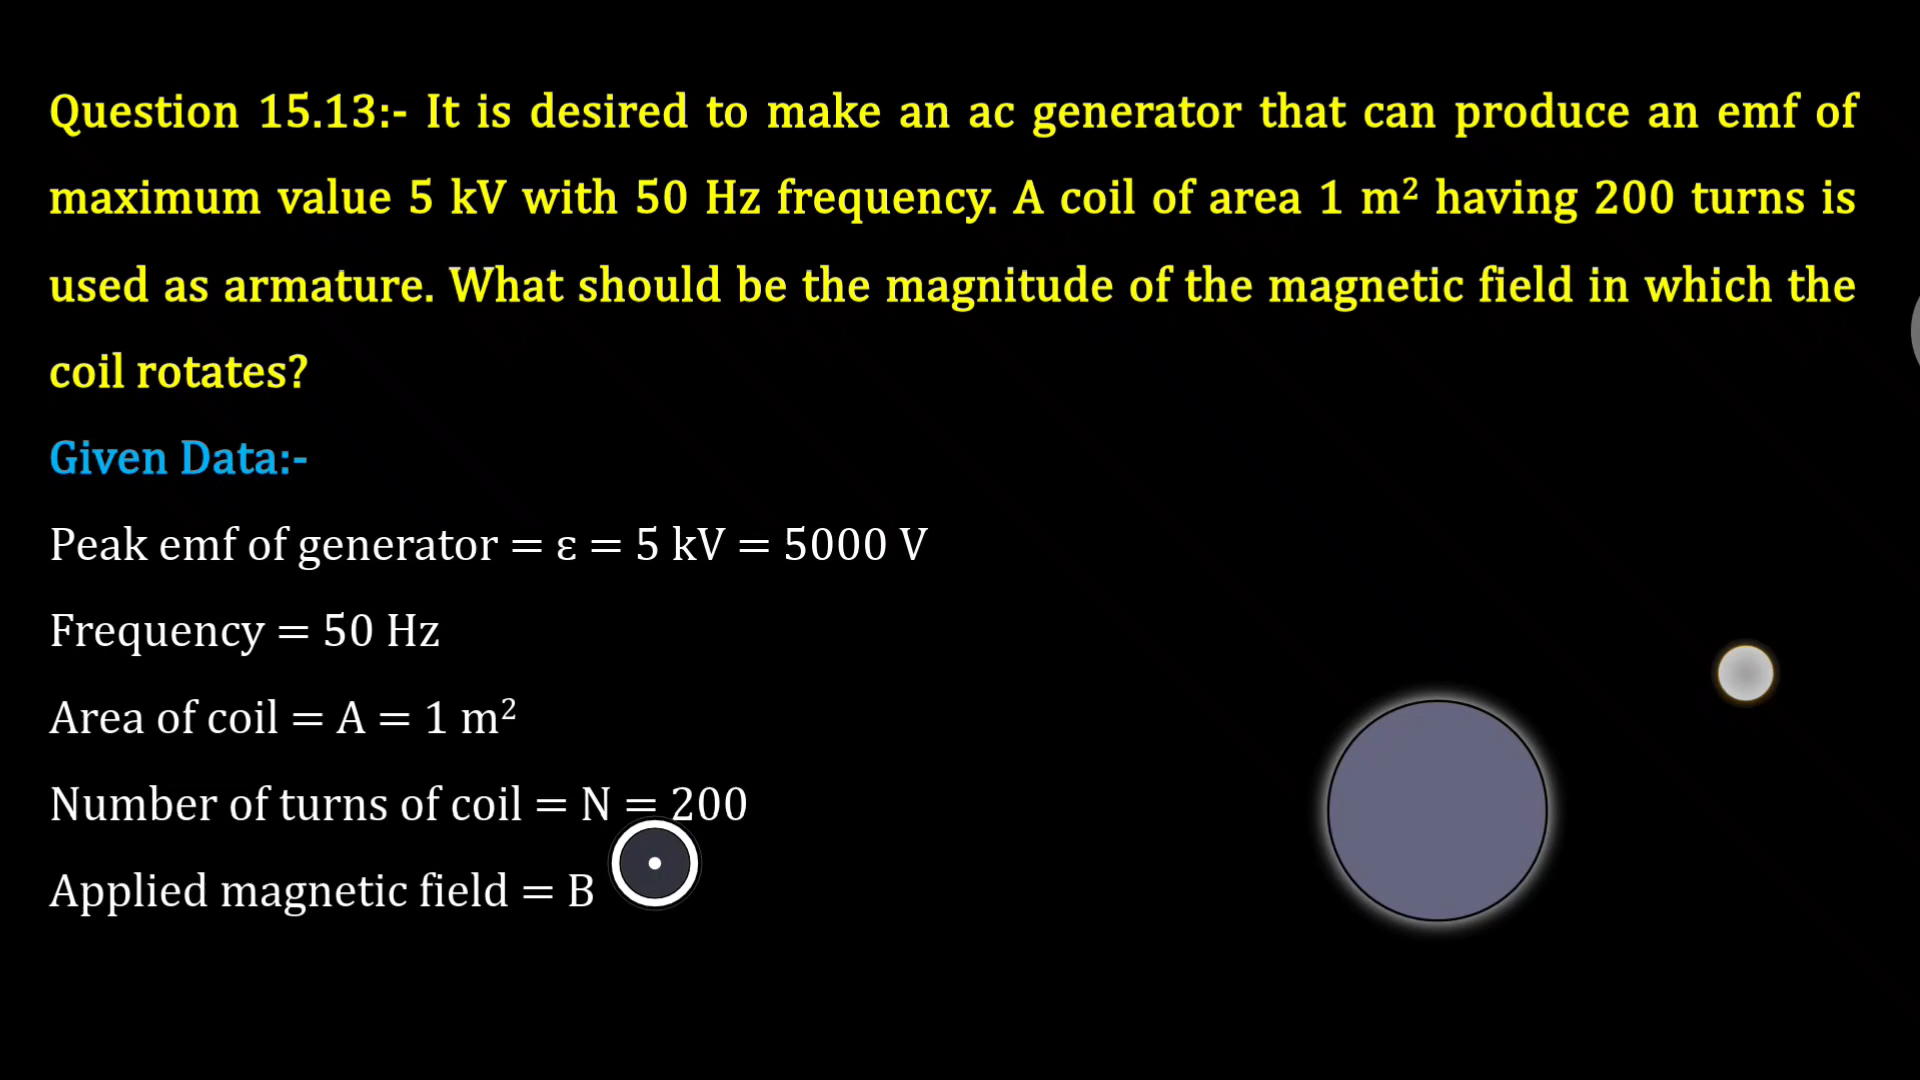 Question 15.13:- It is desired to make an ac generator that can produce an emf of
maximum value 5 kV with 50 Hz frequency. A coil of area 1 m² having 200 turns is
used as armature. What should be the magnitude of the magnetic field in which the
coil rotates?
Given Data:-
Peak emf of generator = ε = 5 kV = 5000 V
Frequency = 50 Hz
Area of coil = A = 1 m²
Number of turns of coil = N = 200
Applied magnetic field = B